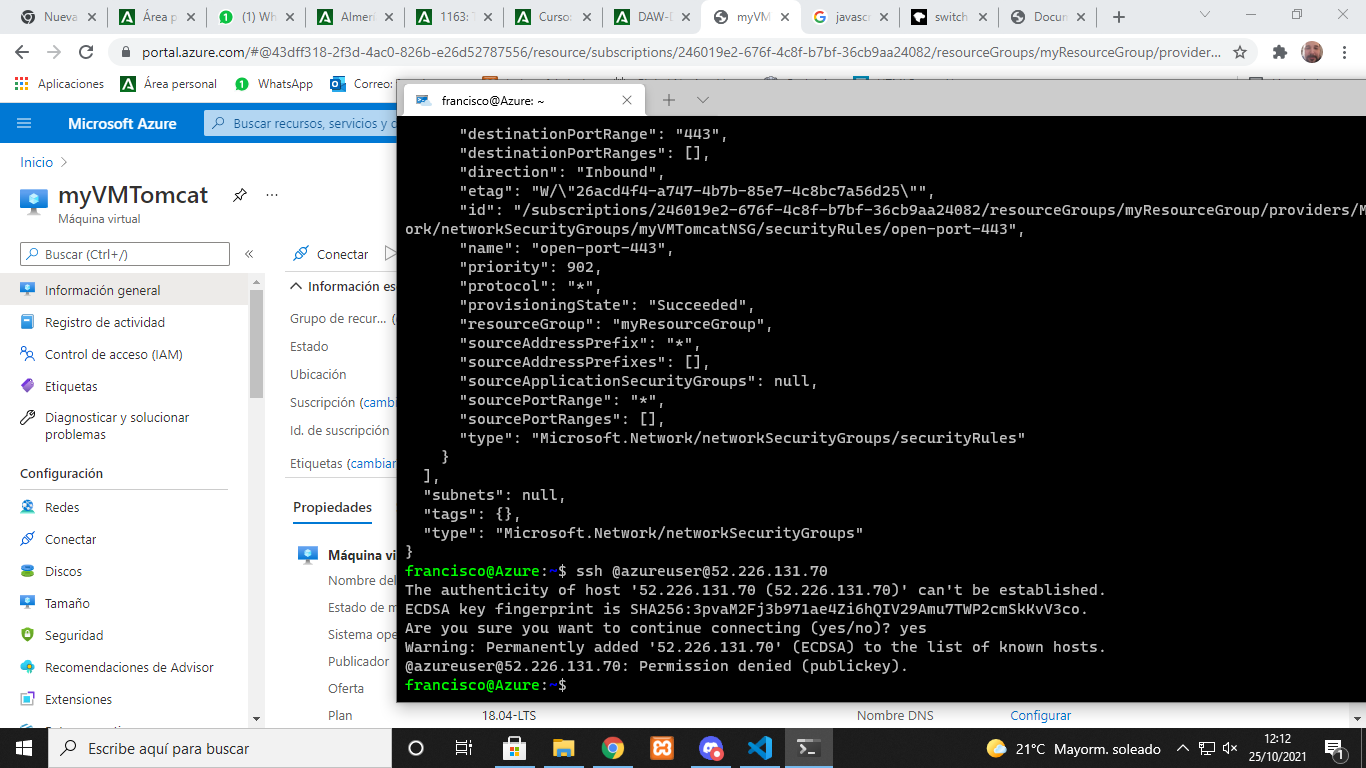 Nueva
Área p
(1) Wh
Almeri
1163: T
Curso:
DAW-D
myVM
javascr
switch
Docum
portal.azure.com/#@43dff318-2f3d-4ac0-826b-e26d52787556/resource/subscriptions/246019e2-676f-4c8f-b7bf-36cb9aa24082/resourceGroups/myResourceGroup/provider...
Aplicaciones
Área personal
WhatsApp
Correo:
francisco@Azure: ~
Microsoft Azure
Buscar recursos, servicios y d
Inicio >
myVMTomcat
...
Máquina virtual
Buscar (Ctrl+/)
«
Información general
Registro de actividad
Control de acceso (IAM)
Etiquetas
Diagnosticar y solucionar
problemas
Configuración
Redes
Conectar
Discos
Tamaño
Seguridad
Recomendaciones de Advisor
Extensiones
Conectar
Información es
Grupo de recur... (
Estado
Ubicación
Suscripción (cambi
Id. de suscripción
Etiquetas (cambiar
Propiedades
Máquina vi
Nombre del
Estado de m
Sistema ope
Publicador
Oferta
Plan
18.04-LTS
Nombre DNS
Configurar
"destinationPortRange": "443",
"destinationPortRanges": [],
"direction": "Inbound",
"etag": "W/\"26acd4f4-a747-4b7b-85e7-4c8bc7a56d25\"",
"id": "/subscriptions/246019e2-676f-4c8f-b7bf-36cb9aa24082/resourceGroups/myResourceGroup/providers/M
ork/networkSecurityGroups/myVMTomcatNSG/securityRules/open-port-443",
"name": "open-port-443",
"priority": 902,
"protocol": "*",
"provisioningState": "Succeeded",
"resourceGroup": "myResourceGroup",
"sourceAddressPrefix": "*",
"sourceAddressPrefixes": [],
"sourceApplicationSecurityGroups": null,
"sourcePortRange": "*",
"sourcePortRanges": [],
"type": "Microsoft.Network/networkSecurityGroups/securityRules"
}
],
"subnets": null,
"tags": {},
"type": "Microsoft.Network/networkSecurityGroups"
}
francisco@Azure:~$ ssh @azureuser@52.226.131.70
The authenticity of host '52.226.131.70 (52.226.131.70)' can't be established.
ECDSA key fingerprint is SHA256:3pvaM2Fj3b971ae4Zi6hQIV29Amu7TWP2cmSkKvV3co.
Are you sure you want to continue connecting (yes/no)? yes
Warning: Permanently added '52.226.131.70' (ECDSA) to the list of known hosts.
@azureuser@52.226.131.70: Permission denied (publickey).
francisco@Azure:~$
Escribe aquí para buscar
21°C Mayorm. soleado
12:12
25/10/2021
1